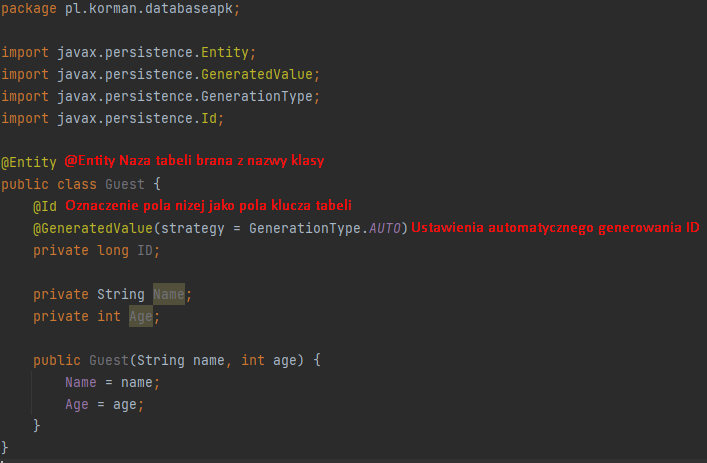 package pl.korman.databaseapk;
import javax.persistence.Entity;
import javax.persistence.GeneratedValue;
import javax.persistence.GenerationType;
import javax.persistence.Id;
@Entity @Entity Naza tabeli brana z nazwy klasy
public class Guest {
@Id Oznaczenie pola nizej jako pola klucza tabeli
@GeneratedValue(strategy = GenerationType.AUTO) Ustawienia automatycznego generowania ID
private long ID;
private String Name;
private int Age;
public Guest(String name, int age) {
Name = name;
Age = age;
}
}